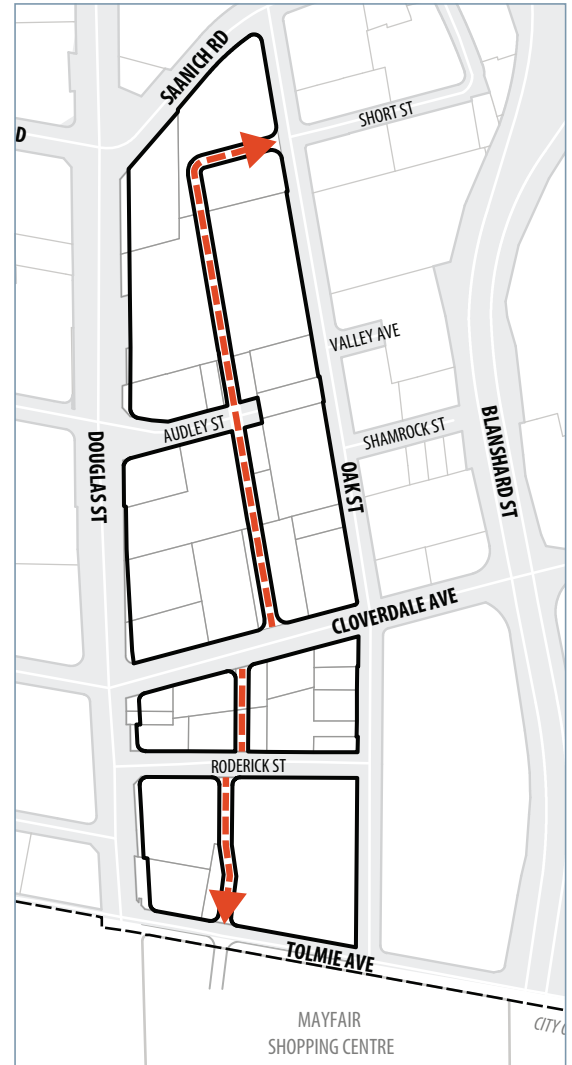 SAANICH RD
D
SHORT ST
VALLEY AVE
AUDLEY ST
SHAMROCK ST
DOUGLAS ST
OAK ST
BLANSHARD ST
CLOVERDALE AVE
RODERICK ST
TOLMIE AVE
MAYFAIR
SHOPPING CENTRE
CITY